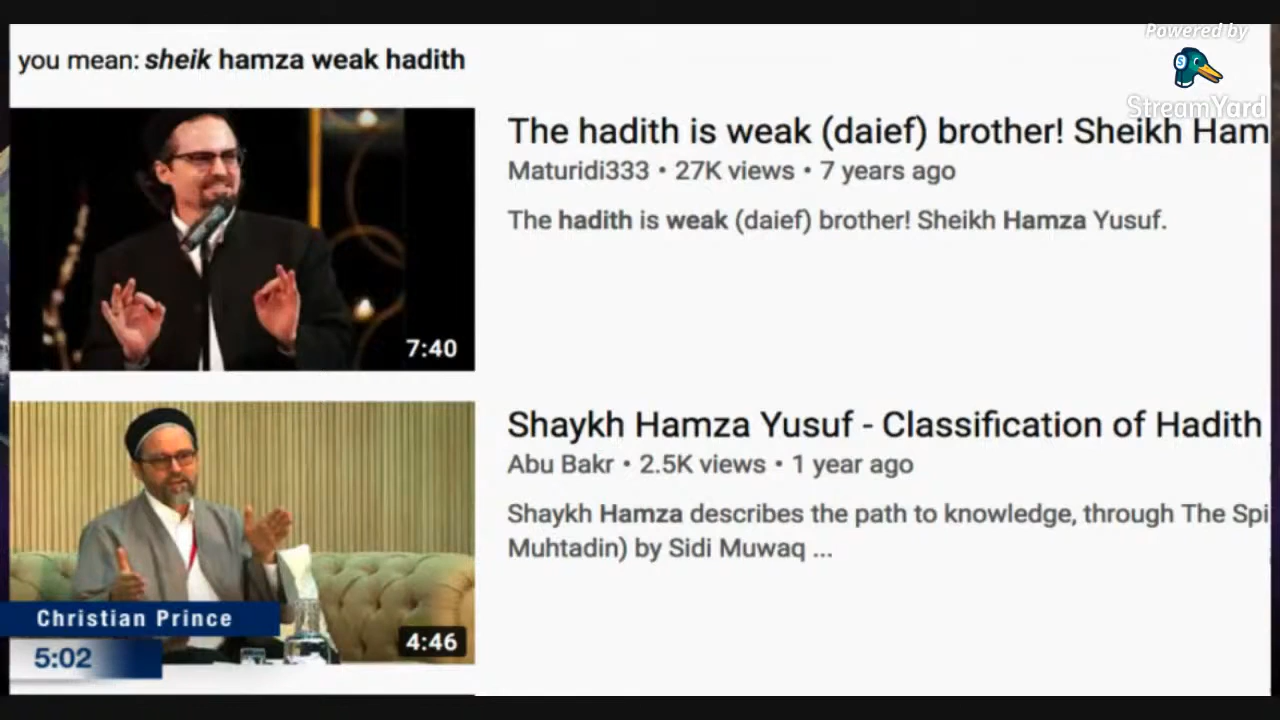 Powered by
StreamYard
you mean: sheik hamza weak hadith
The hadith is weak (daief) brother! Sheikh Ham
Maturidi333 • 27K views • 7 years ago
The hadith is weak (daief) brother! Sheikh Hamza Yusuf.
7:40
Shaykh Hamza Yusuf - Classification of Hadith
Abu Bakr • 2.5K views • 1 year ago
Shaykh Hamza describes the path to knowledge, through The Spi
Muhtadin) by Sidi Muwaq ...
4:46
Christian Prince
5:02